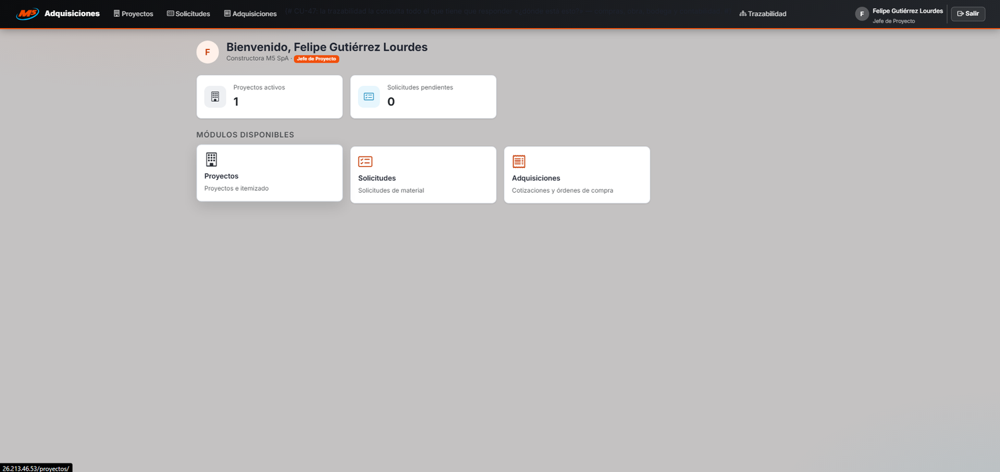 M5 Adquisiciones Proyectos Solicitudes Adquisiciones {# CU-47: la trazabilidad la consulta todo el que tiene que Trazabilidad F Felipe Gutiérrez Lourdes Salir
Jefe de Proyecto
F
Bienvenido, Felipe Gutiérrez Lourdes
Constructora M5 SpA · Jefe de Proyecto
Proyectos activos
1
Solicitudes pendientes
0
MÓDULOS DISPONIBLES
Proyectos
Proyectos e itemizado
Solicitudes
Solicitudes de material
Adquisiciones
Cotizaciones y órdenes de compra
26.213.46.53/proyectos/